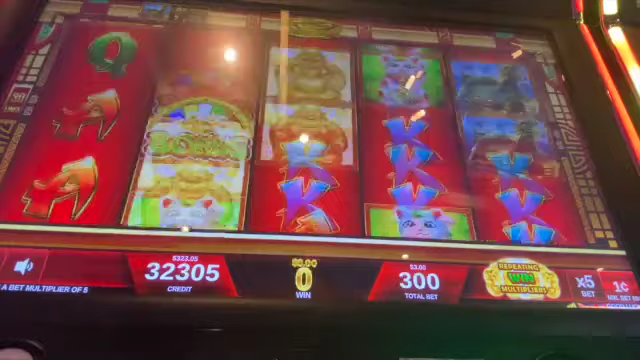 Q
A
A
BONUS
K
K
K
K
K
K
K
K
$323.05
32305
CREDIT
$0.00
0
WIN
$3.00
300
TOTAL BET
REPEATING
WIN
MULTIPLIERS
X5
BET
1¢
A BET MULTIPLIER OF 5